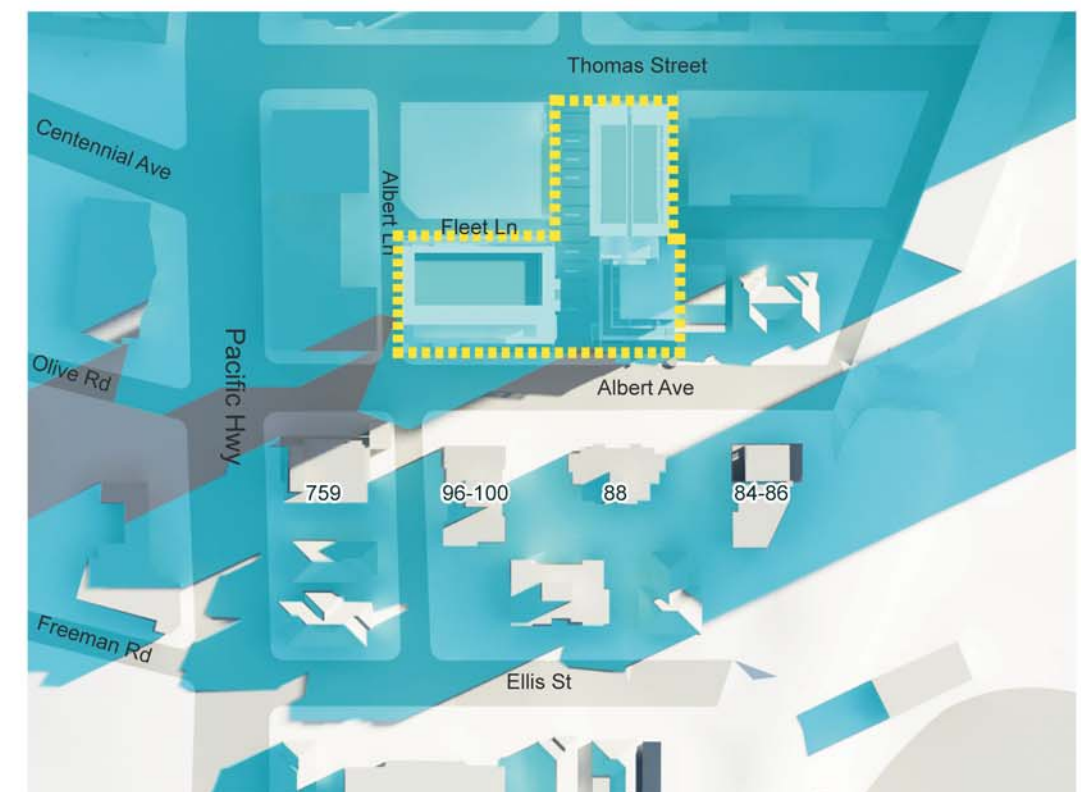 Thomas Street
Centennial Ave
Albert Ln
Fleet Ln
Pacific Hwy
Olive Rd
Albert Ave
759
96-100
88
84-86
Freeman Rd
Ellis St